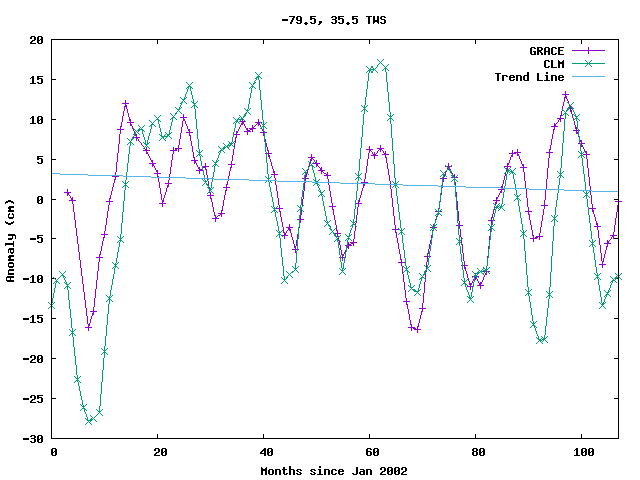 -79.5, 35.5 TWS
GRACE
CLM
Trend Line
20
15
10
5
0
-5
-10
-15
-20
-25
-30
Anomaly (cm)
0 20 40 60 80 100
Months since Jan 2002